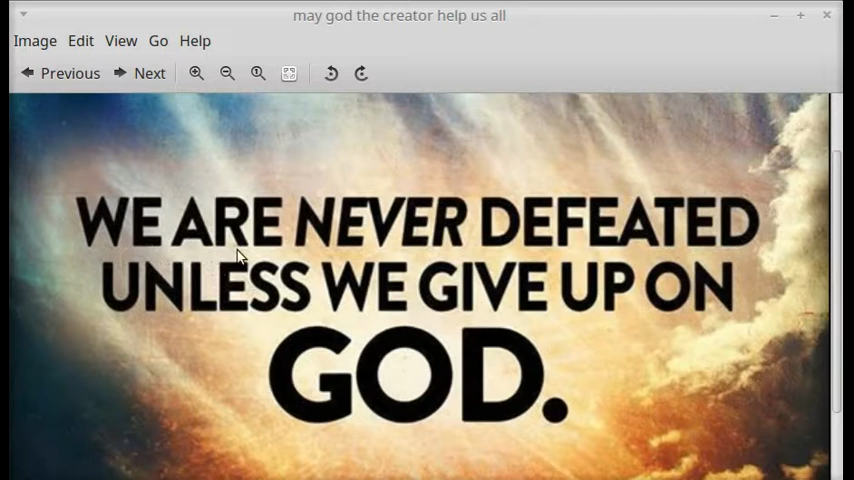 may god the creator help us all
Image Edit View Go Help
Previous Next
WE ARE NEVER DEFEATED
UNLESS WE GIVE UP ON
GOD.